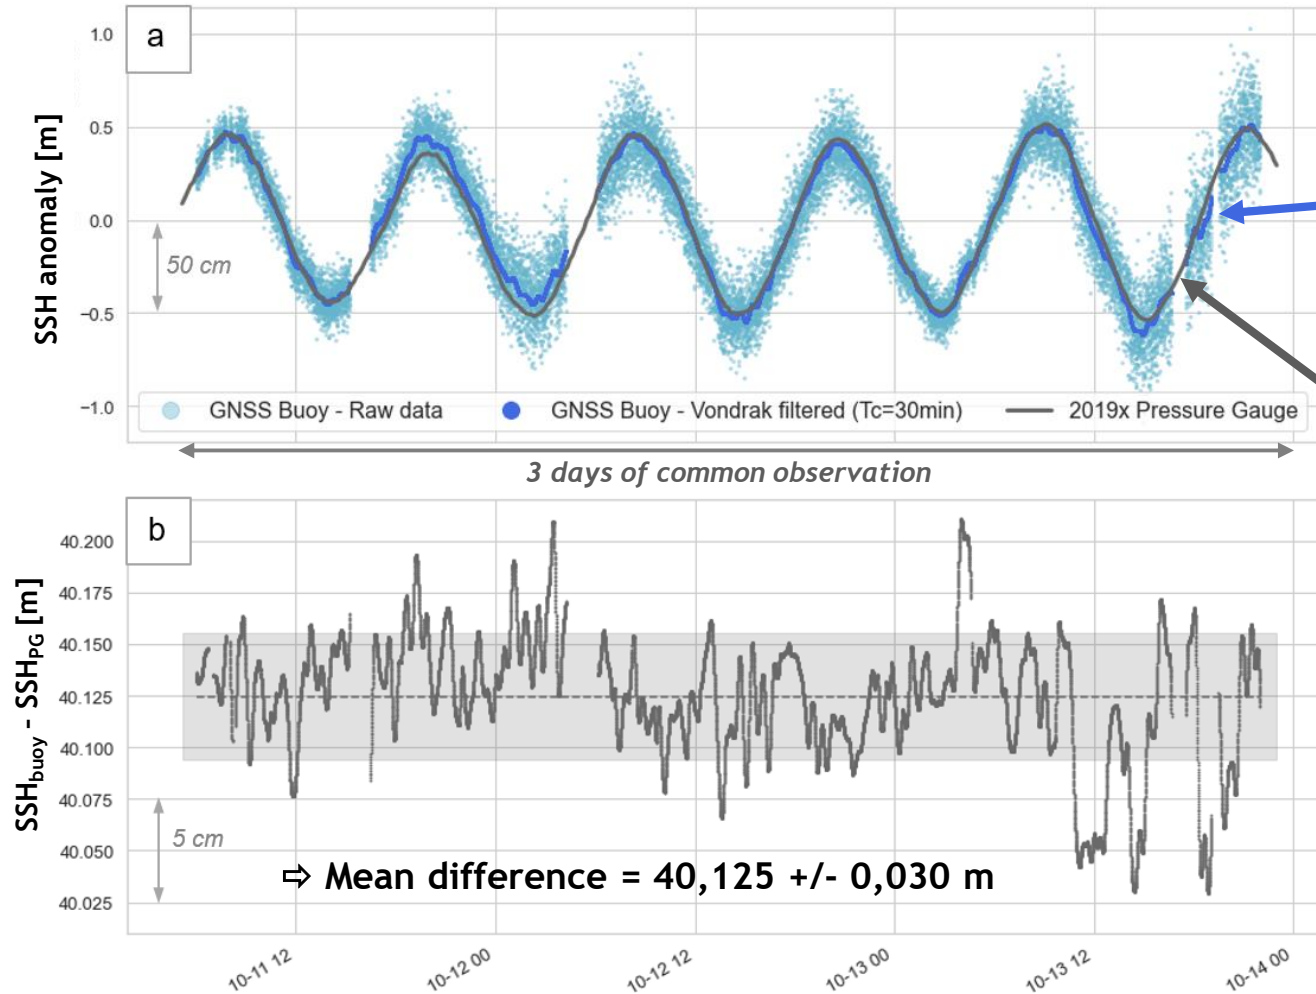 a
1.0
0.5
0.0
−0.5
−1.0
SSH anomaly [m]
50 cm
GNSS Buoy - Raw data
GNSS Buoy - Vondrak filtered (Tc=30min)
2019x Pressure Gauge
3 days of common observation
b
40.200
40.175
40.150
40.125
40.100
40.075
40.050
40.025
SSHbuoy - SSHPG [m]
5 cm
⇨ Mean difference = 40,125 +/- 0,030 m
10-11 12
10-12 00
10-12 12
10-13 00
10-13 12
10-14 00